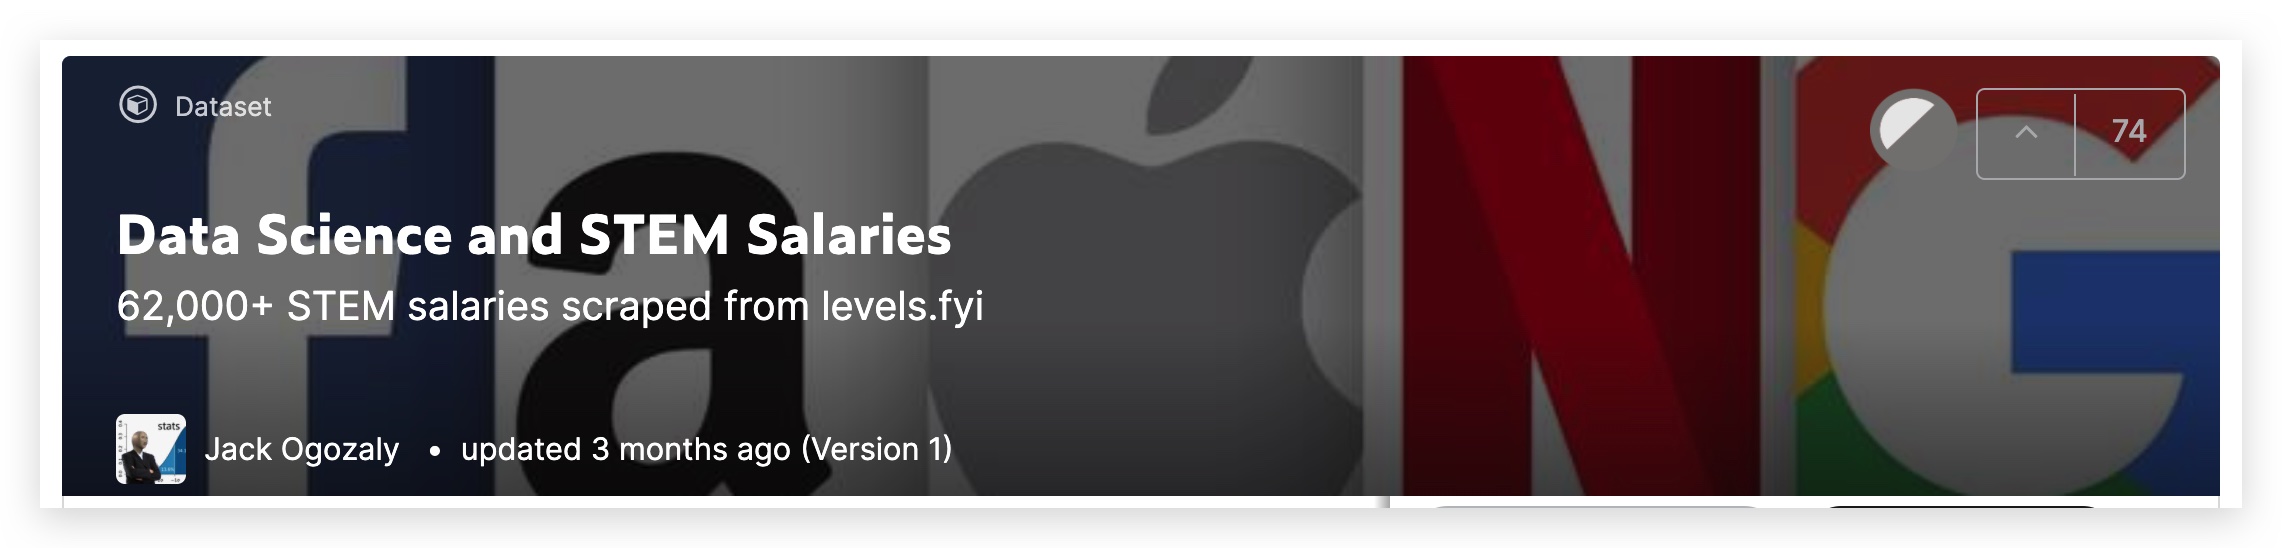 Dataset
74
Data Science and STEM Salaries
62,000+ STEM salaries scraped from levels.fyi
stats
Jack Ogozaly • updated 3 months ago (Version 1)